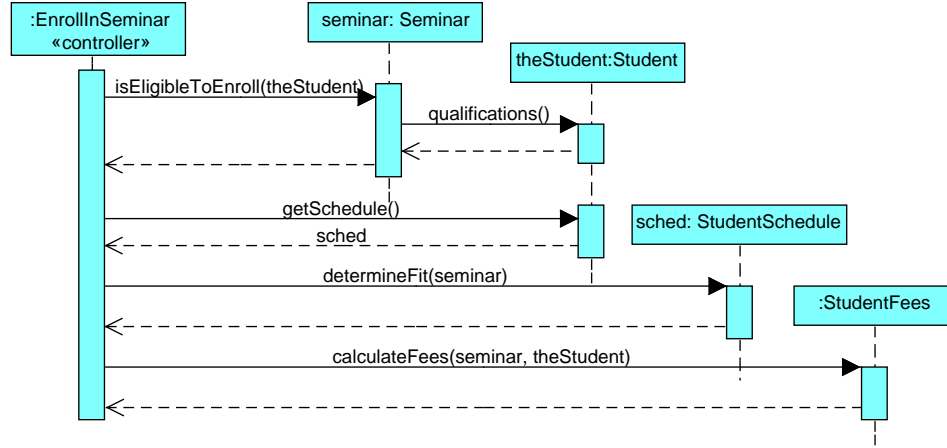 :EnrollInSeminar
«controller»
seminar: Seminar
theStudent:Student
isEligibleToEnroll(theStudent)
qualifications()
getSchedule()
sched
sched: StudentSchedule
determineFit(seminar)
:StudentFees
calculateFees(seminar, theStudent)